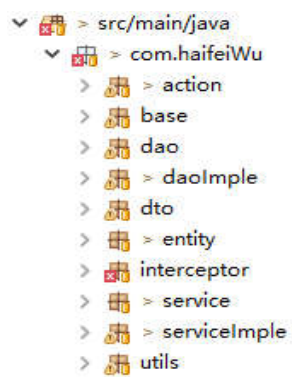 > src/main/java
> com.haifeiWu
> action
base
dao
> daoImple
dto
> entity
interceptor
> service
> serviceImple
utils